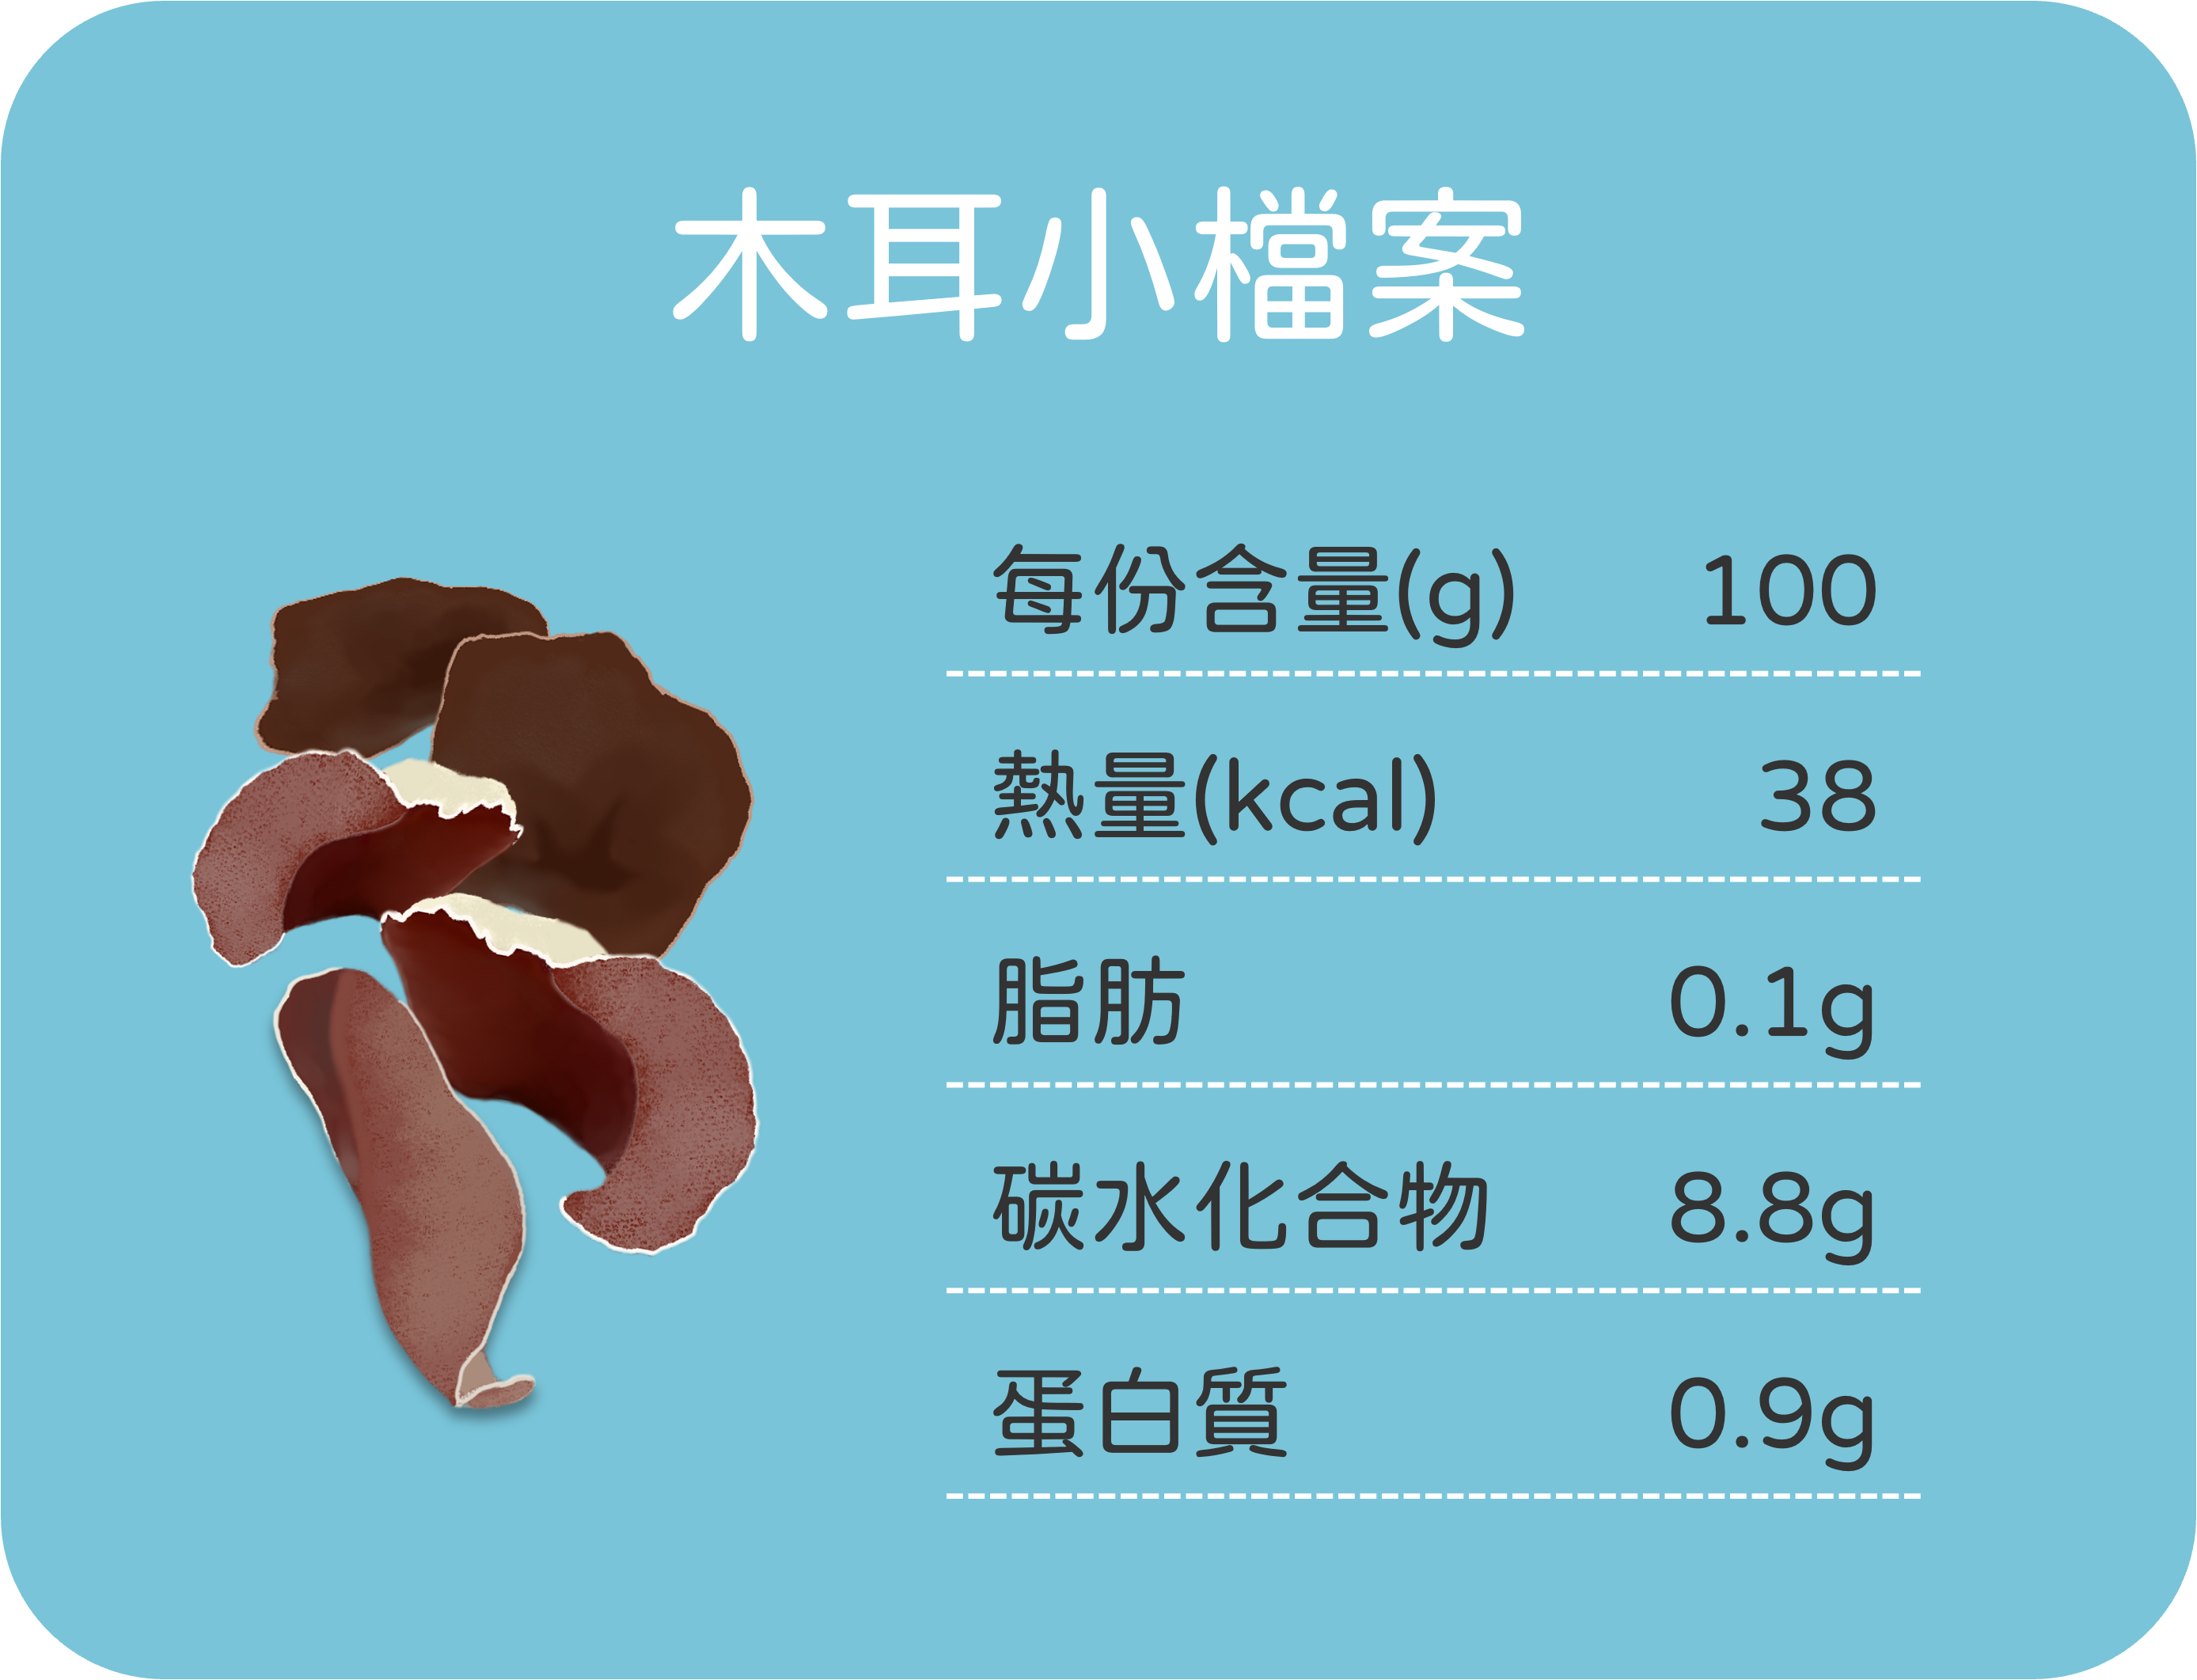 木耳小檔案
每份含量(g) 100
熱量(kcal) 38
脂肪 0.1g
碳水化合物 8.8g
蛋白質 0.9g